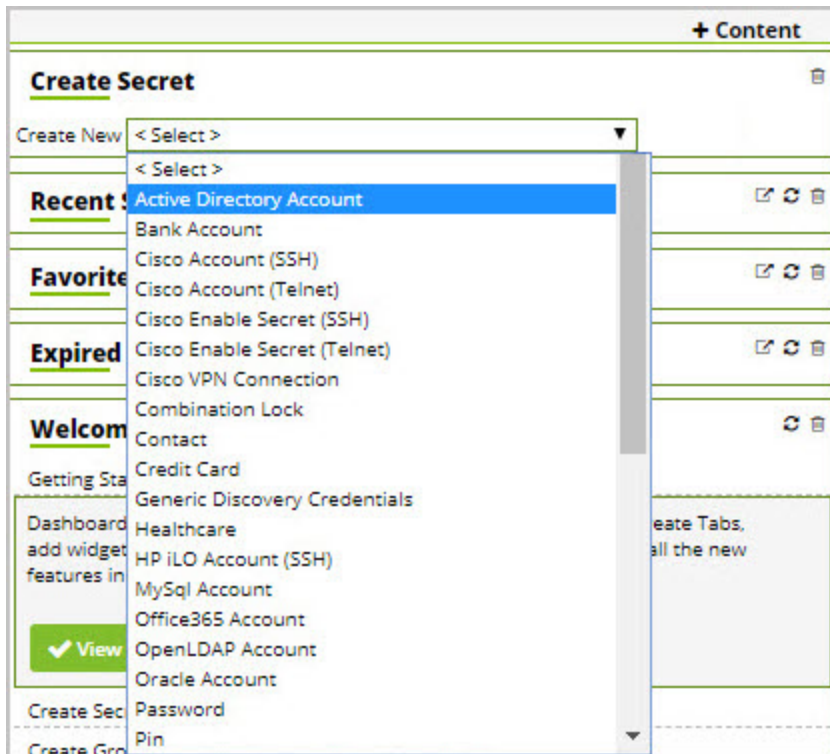 + Content
Create Secret
Create New < Select >
< Select >
Recent
Active Directory Account
Bank Account
Cisco Account (SSH)
Favorite
Cisco Account (Telnet)
Cisco Enable Secret (SSH)
Expired
Cisco Enable Secret (Telnet)
Cisco VPN Connection
Combination Lock
Welcom
Contact
Getting Sta
Credit Card
Generic Discovery Credentials
Dashboard
Healthcare
eate Tabs,
add widget
HP iLO Account (SSH)
all the new
features in
MySql Account
Office365 Account
View
OpenLDAP Account
Oracle Account
Create Sec
Password
Create Gro
Pin